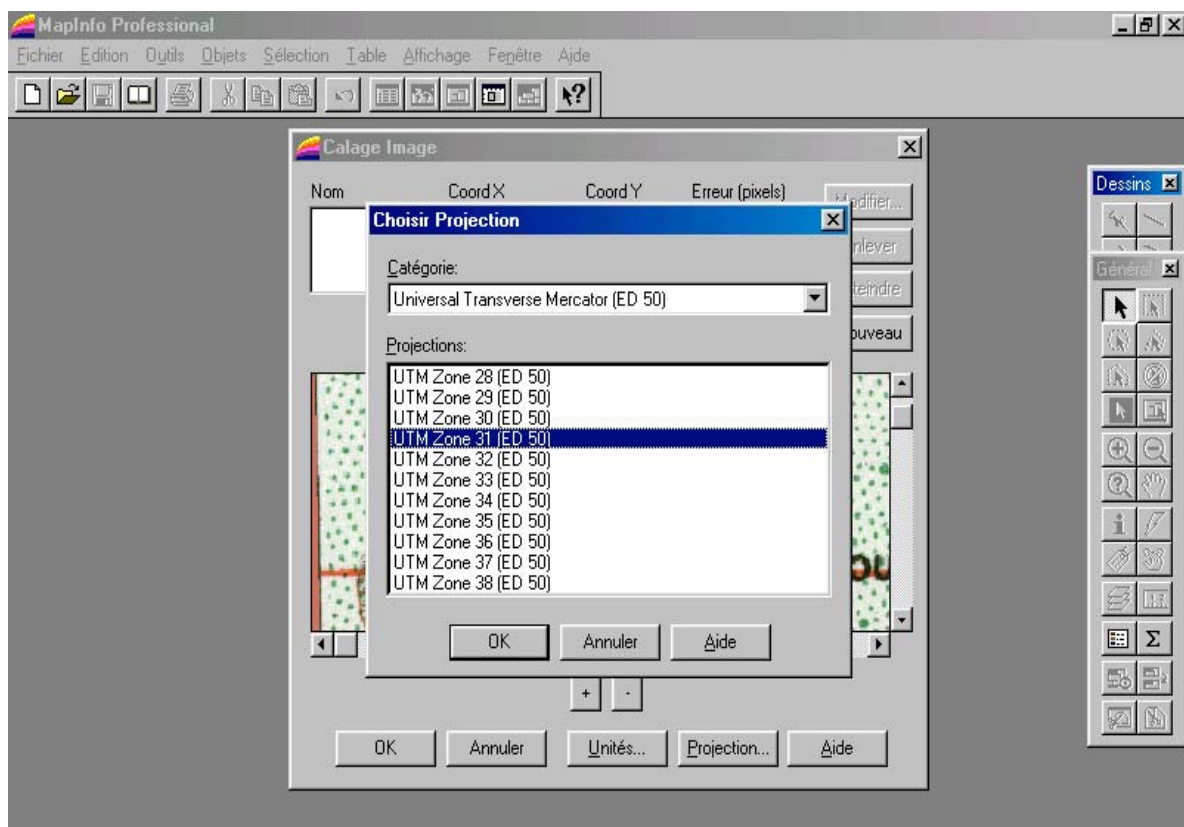 MapInfo Professional
Fichier Edition Outils Objets Sélection Table Affichage Fenêtre Aide
Calage Image
Nom Coord X Coord Y Erreur (pixels)
Choisir Projection
Catégorie:
Universal Transverse Mercator (ED 50)
Projections:
UTM Zone 28 (ED 50)
UTM Zone 29 (ED 50)
UTM Zone 30 (ED 50)
UTM Zone 31 (ED 50)
UTM Zone 32 (ED 50)
UTM Zone 33 (ED 50)
UTM Zone 34 (ED 50)
UTM Zone 35 (ED 50)
UTM Zone 36 (ED 50)
UTM Zone 37 (ED 50)
UTM Zone 38 (ED 50)
OK Annuler Aide
+ -
OK Annuler Unités... Projection... Aide
Dessins
Général